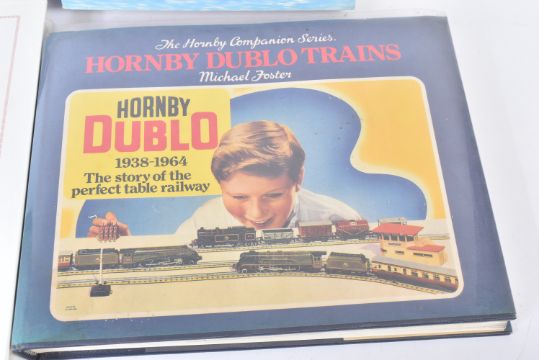 The Hornby Companion Series.
HORNBY DUBLO TRAINS
Michael Foster
HORNBY
DUBLO
1938-1964
The story of the
perfect table railway